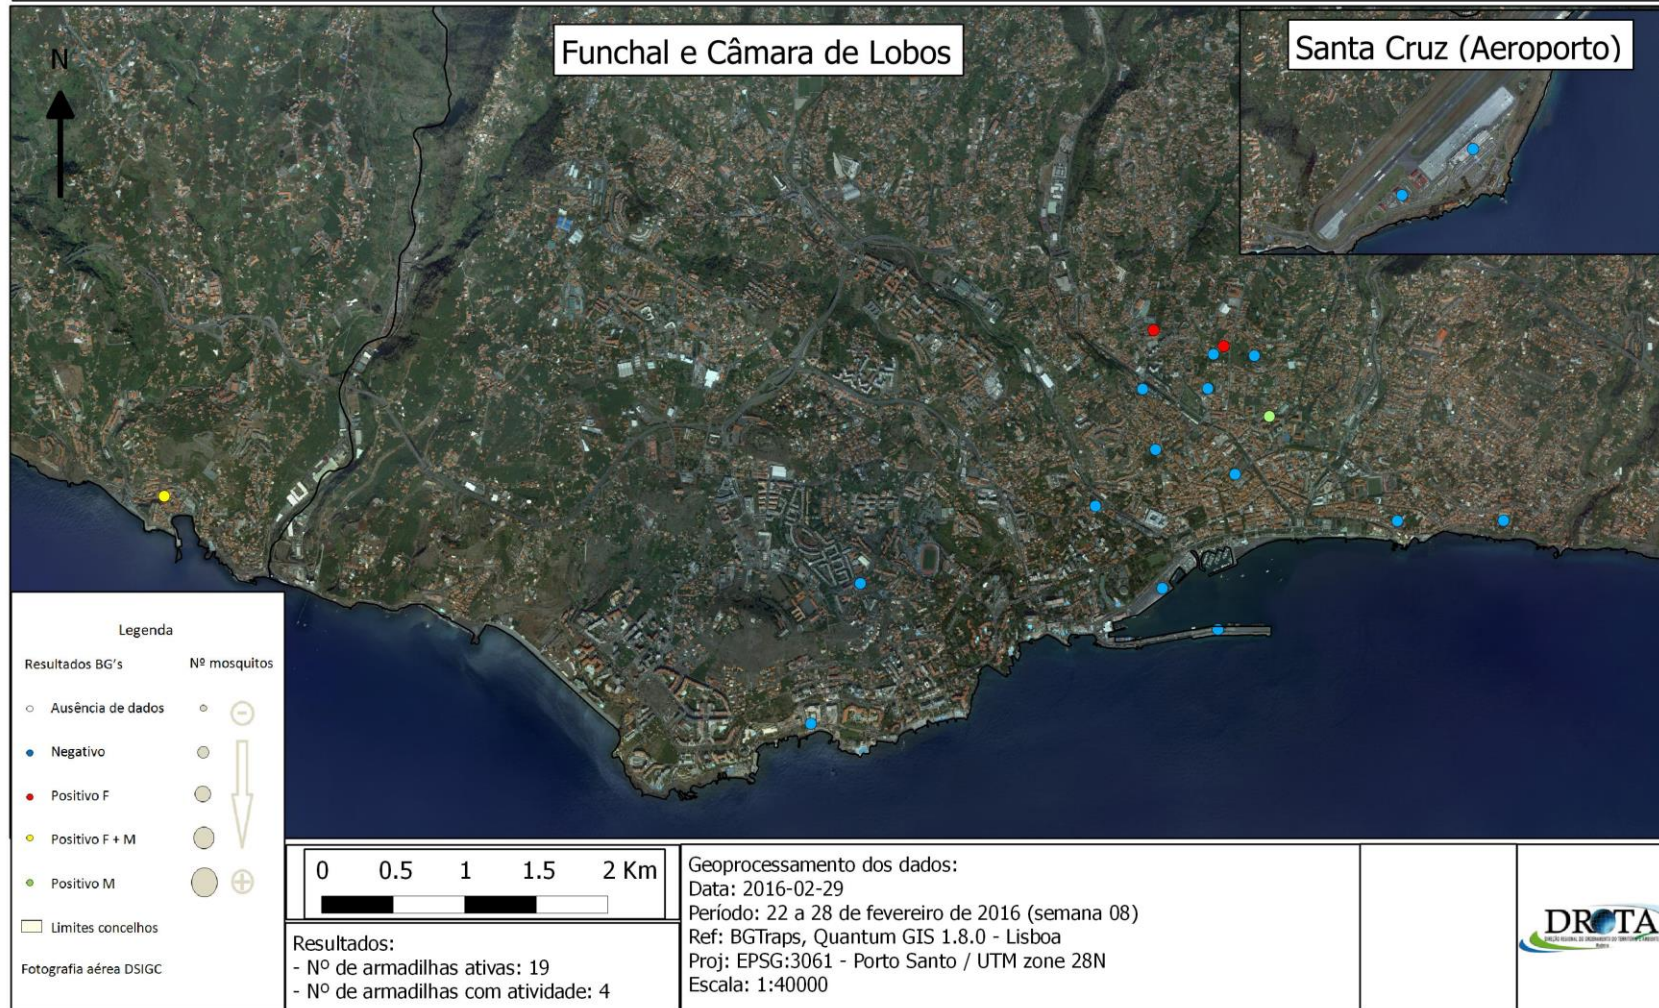 Funchal e Câmara de Lobos
Santa Cruz (Aeroporto)
N
Legenda
Resultados BG's
Nº mosquitos
Ausência de dados
Negativo
Positivo F
Positivo F + M
Positivo M
Limites concelhos
Fotografia aérea DSIGC
0 0.5 1 1.5 2 Km
Resultados:
- Nº de armadilhas ativas: 19
- Nº de armadilhas com atividade: 4
Geoprocessamento dos dados:
Data: 2016-02-29
Período: 22 a 28 de fevereiro de 2016 (semana 08)
Ref: BGTraps, Quantum GIS 1.8.0 - Lisboa
Proj: EPSG:3061 - Porto Santo / UTM zone 28N
Escala: 1:40000
DROTA